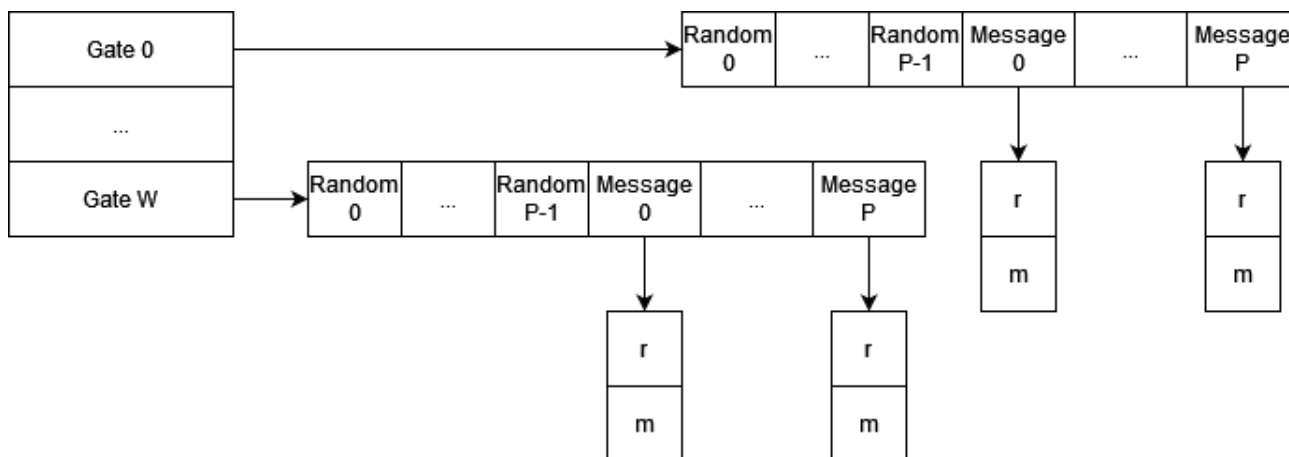 Gate 0
Random
0
...
Random
P-1
Message
0
...
Message
P
...
Gate W
Random
0
...
Random
P-1
Message
0
...
Message
P
r
m
r
m
r
m
r
m